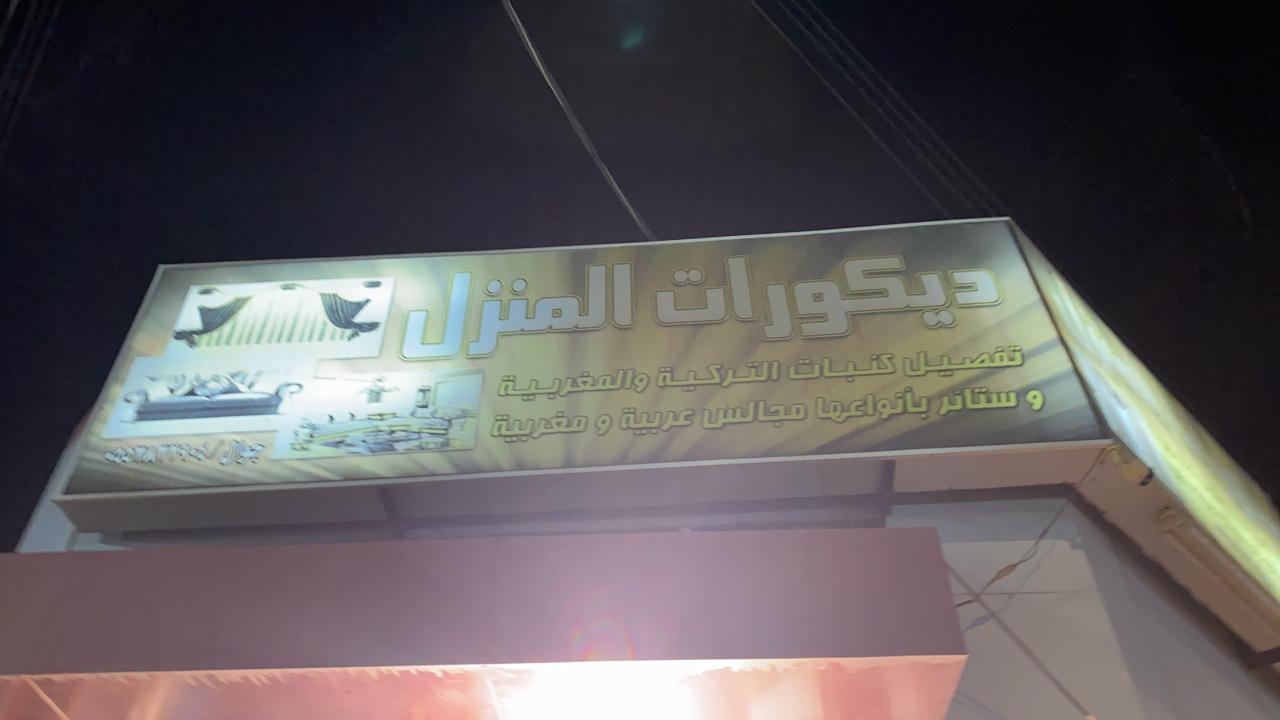 ديكورات المنزل
تفصيل كنبات التركية والمغربية
و ستائر بأنواعها مجالس عربية و مغربية
جوال/